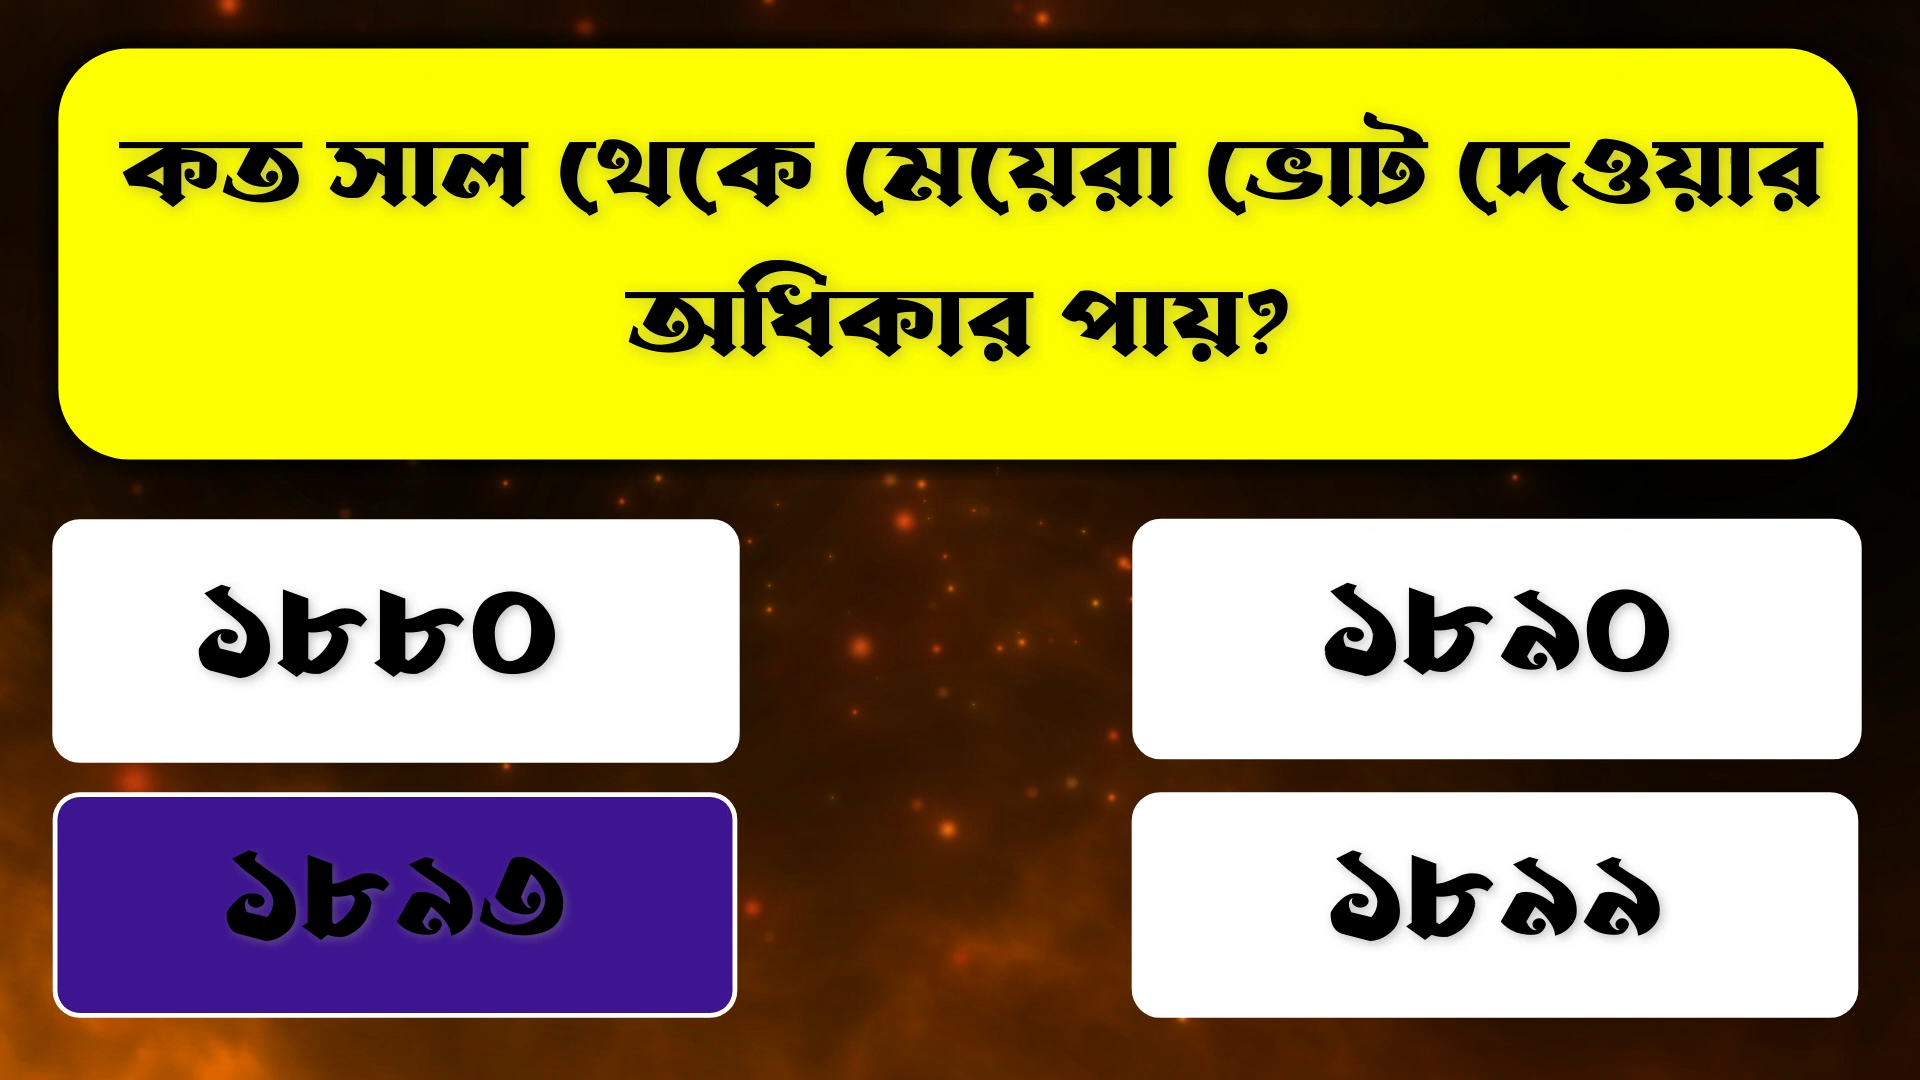 কত সাল থেকে মেয়েরা ভোট দেওয়ার
অধিকার পায়?
১৮৮০
১৮৯০
১৮৯৩
১৮৯৯